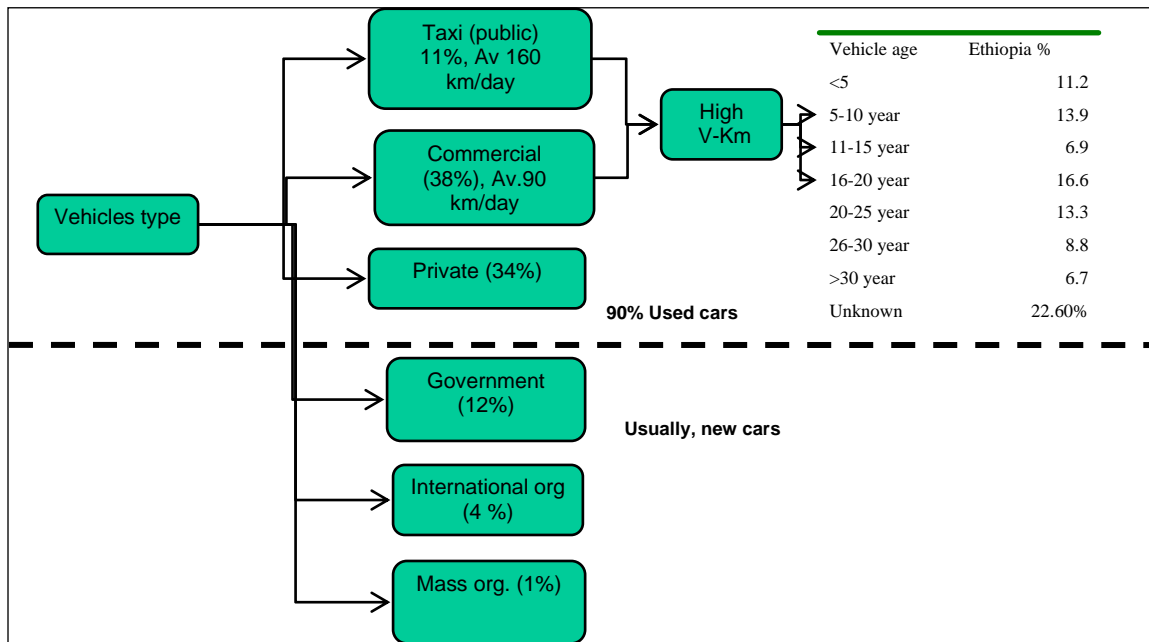 Vehicles type
Taxi (public)
11%, Av 160
km/day
Commercial
(38%), Av.90
km/day
Private (34%)
High
V-Km
90% Used cars
Government
(12%)
Usually, new cars
International org
(4 %)
Mass org. (1%)
Vehicle age Ethiopia %
<5 11.2
5-10 year 13.9
11-15 year 6.9
16-20 year 16.6
20-25 year 13.3
26-30 year 8.8
>30 year 6.7
Unknown 22.60%